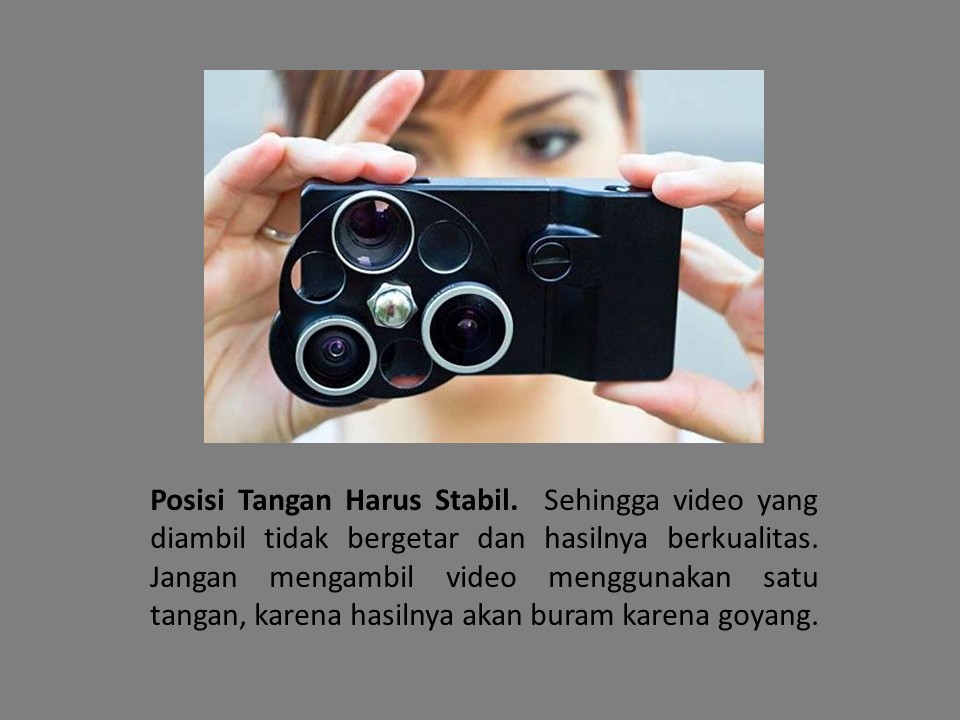 Posisi Tangan Harus Stabil. Sehingga video yang
diambil tidak bergetar dan hasilnya berkualitas.
Jangan mengambil video menggunakan satu
tangan, karena hasilnya akan buram karena goyang.